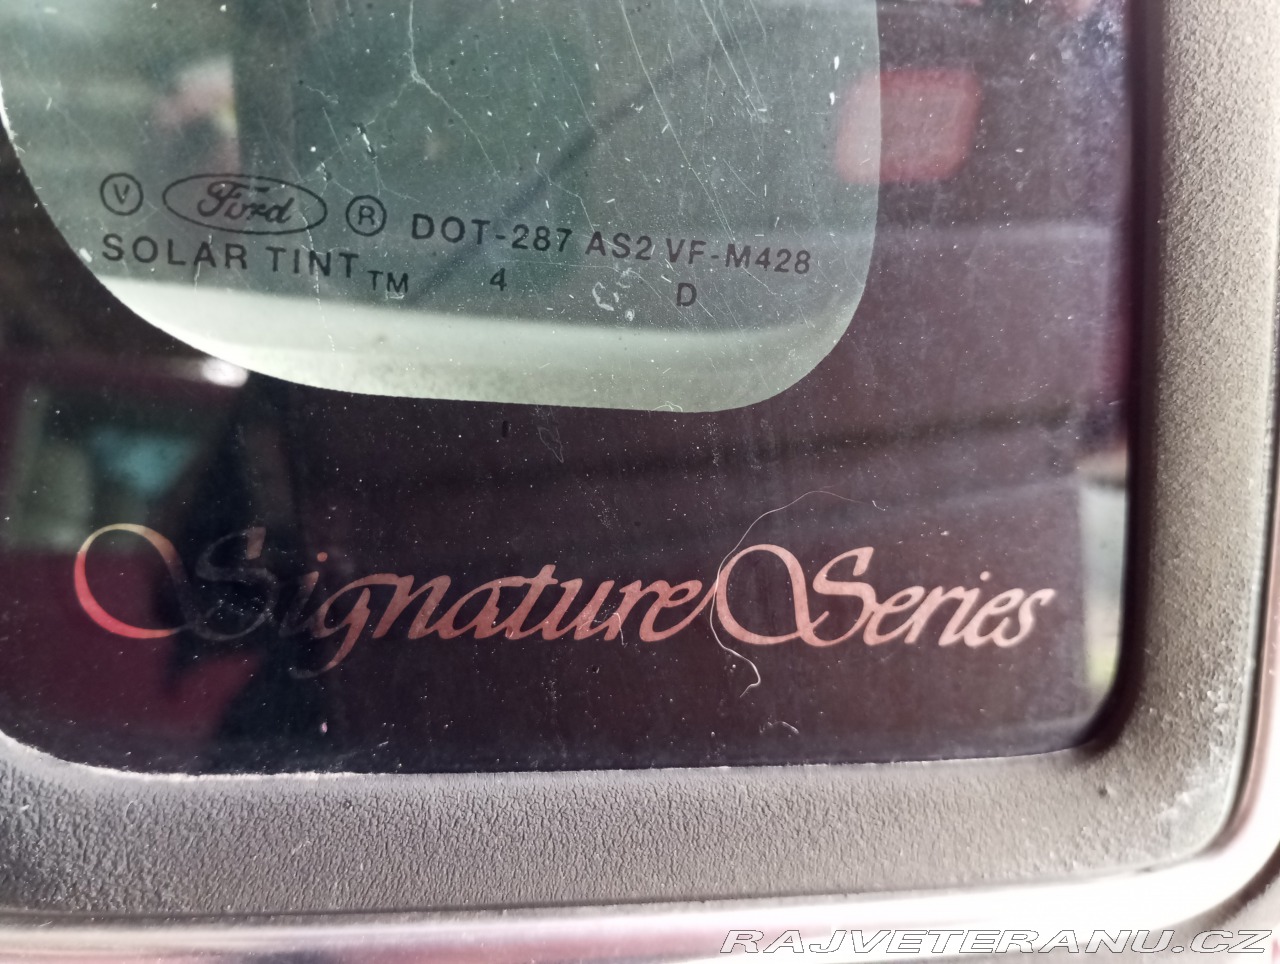 V Ford R DOT-287 AS2 VF-M428
SOLAR TINT TM 4 D
Signature Series
RAJVETERANU.CZ